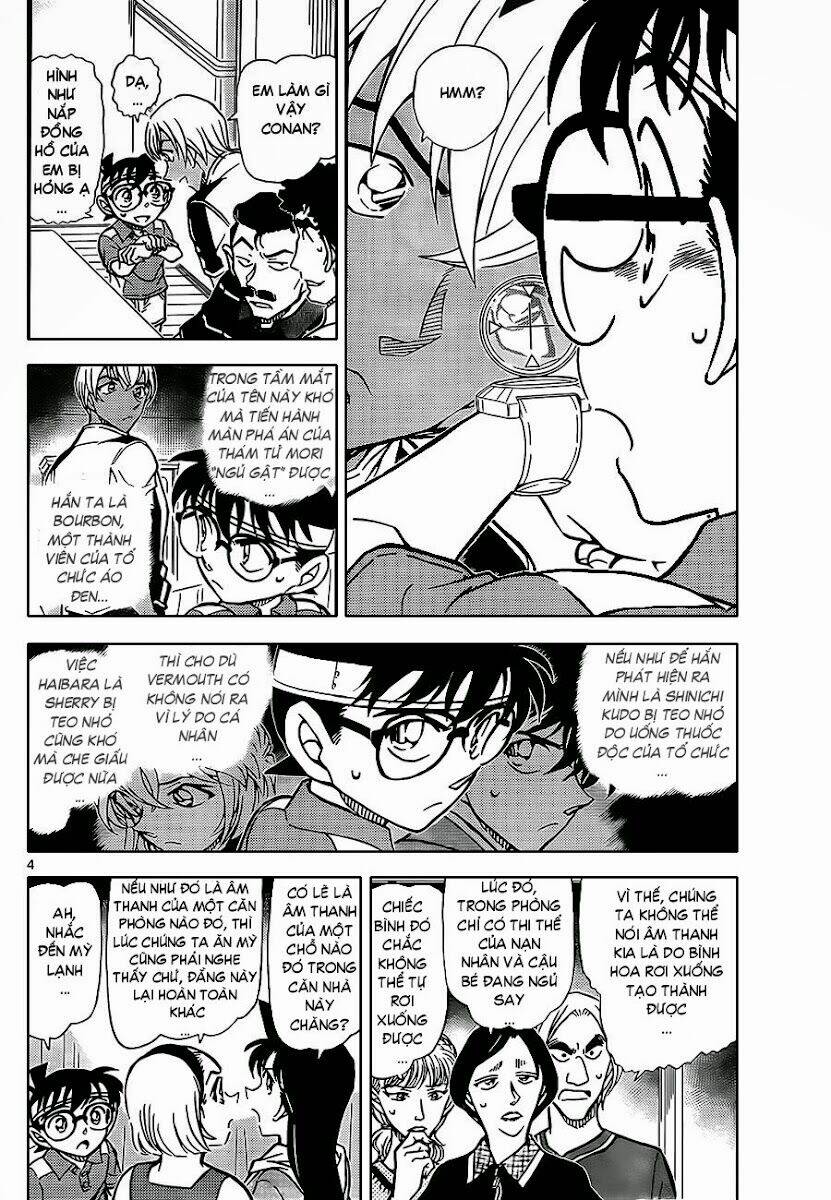 HMM?
EM LÀM GÌ
VẬY
CONAN?
DẠ,
...
HÌNH
NHƯ
NẮP
ĐỒNG
HỒ CỦA
EM BỊ
HỎNG Ạ
...
TRONG TẦM MẮT
CỦA TÊN NÀY KHÓ
MÀ TIẾN HÀNH
MÀN PHÁ ÁN CỦA
THÁM TỬ MORI
"NGỦ GẬT" ĐƯỢC
...
HẮN TA LÀ
BOURBON,
MỘT THÀNH
VIÊN CỦA TỔ
CHỨC ÁO
ĐEN...
NẾU NHƯ ĐỂ HẮN
PHÁT HIỆN RA
MÌNH LÀ SHINICHI
KUDO BỊ TEO NHỎ
DO UỐNG THUỐC
ĐỘC CỦA TỔ CHỨC
...
THÌ CHO DÙ
VERMOUTH CÓ
KHÔNG NÓI RA
VÌ LÝ DO CÁ
NHÂN
...
VIỆC
HAIBARA LÀ
SHERRY BỊ
TEO NHỎ
CŨNG KHÓ
MÀ CHE GIẤU
ĐƯỢC NỮA
...
4
VÌ THẾ, CHÚNG
TA KHÔNG THỂ
NÓI ÂM THANH
KIA LÀ DO BÌNH
HOA RƠI XUỐNG
TẠO THÀNH
ĐƯỢC
...
LÚC ĐÓ,
TRONG PHÒNG
CHỈ CÓ THI THỂ
CỦA NẠN
NHÂN VÀ CẬU
BÉ ĐANG NGỦ
SAY
...
CHIẾC
BÌNH ĐÓ
CHẮC
KHÔNG
THỂ TỰ
RƠI
XUỐNG
ĐƯỢC
CÓ LẼ LÀ
ÂM THANH
CỦA MỘT
CHỖ NÀO
ĐÓ TRONG
CĂN NHÀ
NÀY
CHĂNG?
NẾU NHƯ ĐÓ LÀ ÂM
THANH CỦA MỘT CĂN
PHÒNG NÀO ĐÓ, THÌ
LÚC CHÚNG TA ĂN MỲ
CŨNG PHẢI NGHE
THẤY CHỨ, ĐẰNG NÀY
LẠI HOÀN TOÀN
KHÁC
...
AH,
NHẮC
ĐẾN MỲ
LẠNH
...